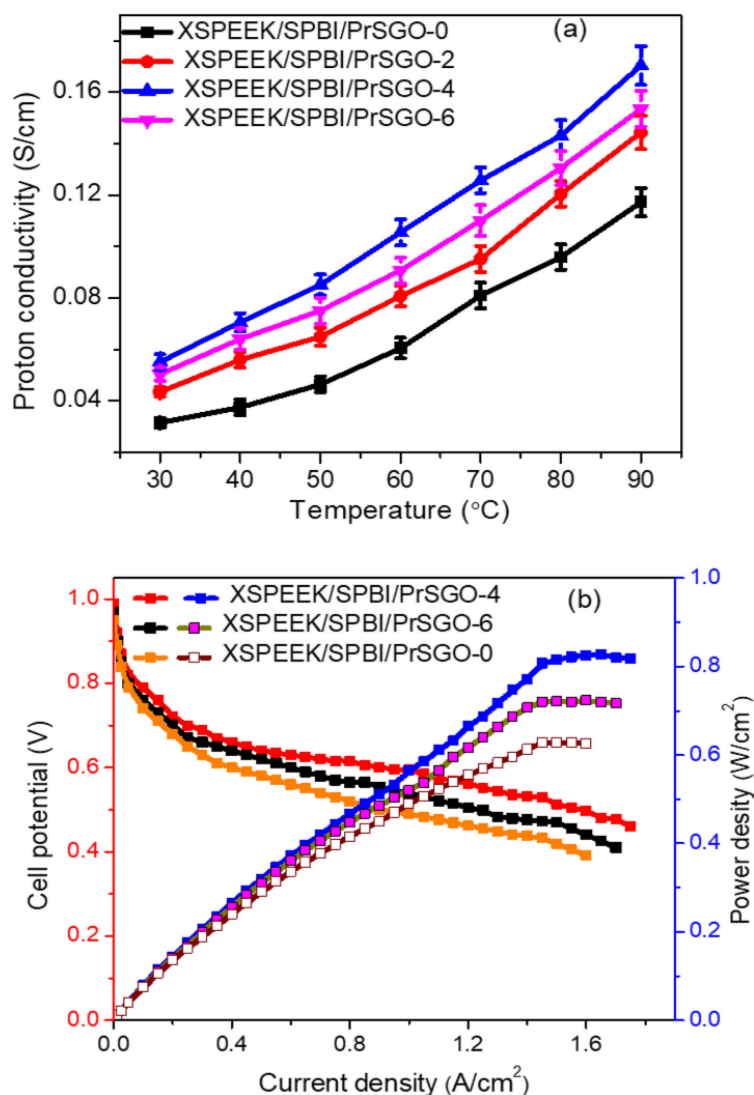 (a)
XSPEEK/SPBI/PrSGO-0
XSPEEK/SPBI/PrSGO-2
XSPEEK/SPBI/PrSGO-4
XSPEEK/SPBI/PrSGO-6
Proton conductivity (S/cm)
0.16
0.12
0.08
0.04
30 40 50 60 70 80 90
Temperature (°C)
(b)
XSPEEK/SPBI/PrSGO-4
XSPEEK/SPBI/PrSGO-6
XSPEEK/SPBI/PrSGO-0
Cell potential (V)
1.0
0.8
0.6
0.4
0.2
0.0
Power density (W/cm²)
1.0
0.8
0.6
0.4
0.2
0.0
0.0 0.4 0.8 1.2 1.6
Current density (A/cm²)